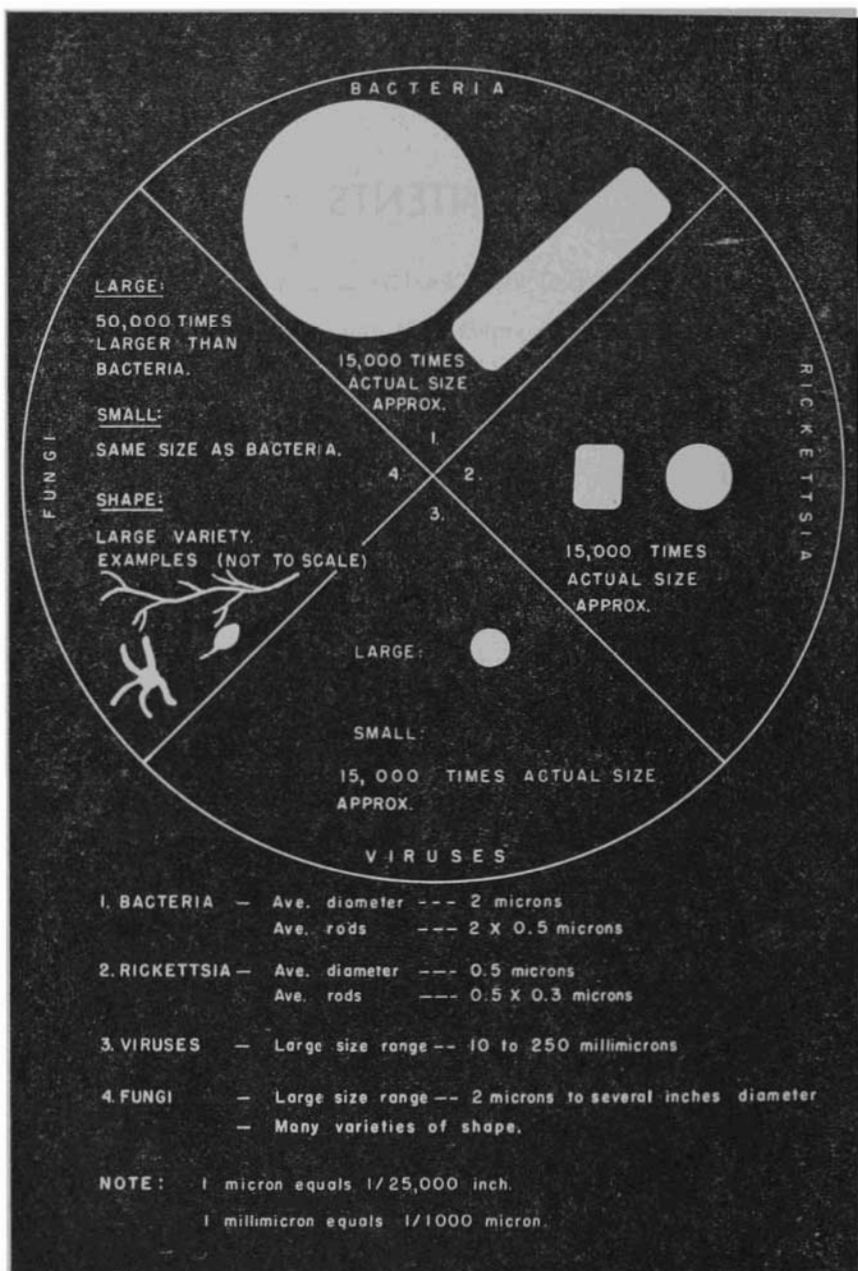 BACTERIA
15,000 TIMES
ACTUAL SIZE
APPROX.
1.
RICKETTSIA
2.
15,000 TIMES
ACTUAL SIZE
APPROX.
3.
LARGE:
SMALL:
15,000 TIMES ACTUAL SIZE
APPROX.
VIRUSES
FUNGI
4.
LARGE:
50,000 TIMES
LARGER THAN
BACTERIA.
SMALL:
SAME SIZE AS BACTERIA.
SHAPE:
LARGE VARIETY.
EXAMPLES (NOT TO SCALE)
1. BACTERIA — Ave. diameter --- 2 microns
Ave. rods --- 2 X 0.5 microns
2. RICKETTSIA — Ave. diameter --- 0.5 microns
Ave. rods --- 0.5 X 0.3 microns
3. VIRUSES — Large size range -- 10 to 250 millimicrons
4. FUNGI — Large size range -- 2 microns to several inches diameter
— Many varieties of shape.
NOTE: 1 micron equals 1/25,000 inch.
1 millimicron equals 1/1000 micron.